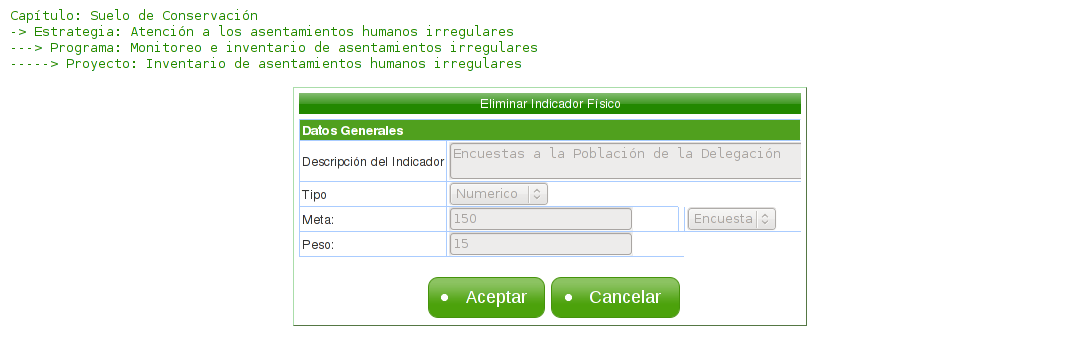 Capítulo: Suelo de Conservación
-> Estrategia: Atención a los asentamientos humanos irregulares
---> Programa: Monitoreo e inventario de asentamientos irregulares
-----> Proyecto: Inventario de asentamientos humanos irregulares
Eliminar Indicador Físico
Datos Generales
Descripción del Indicador Encuestas a la Población de la Delegación
Tipo Numerico
Meta: 150 Encuesta
Peso: 15
• Aceptar • Cancelar